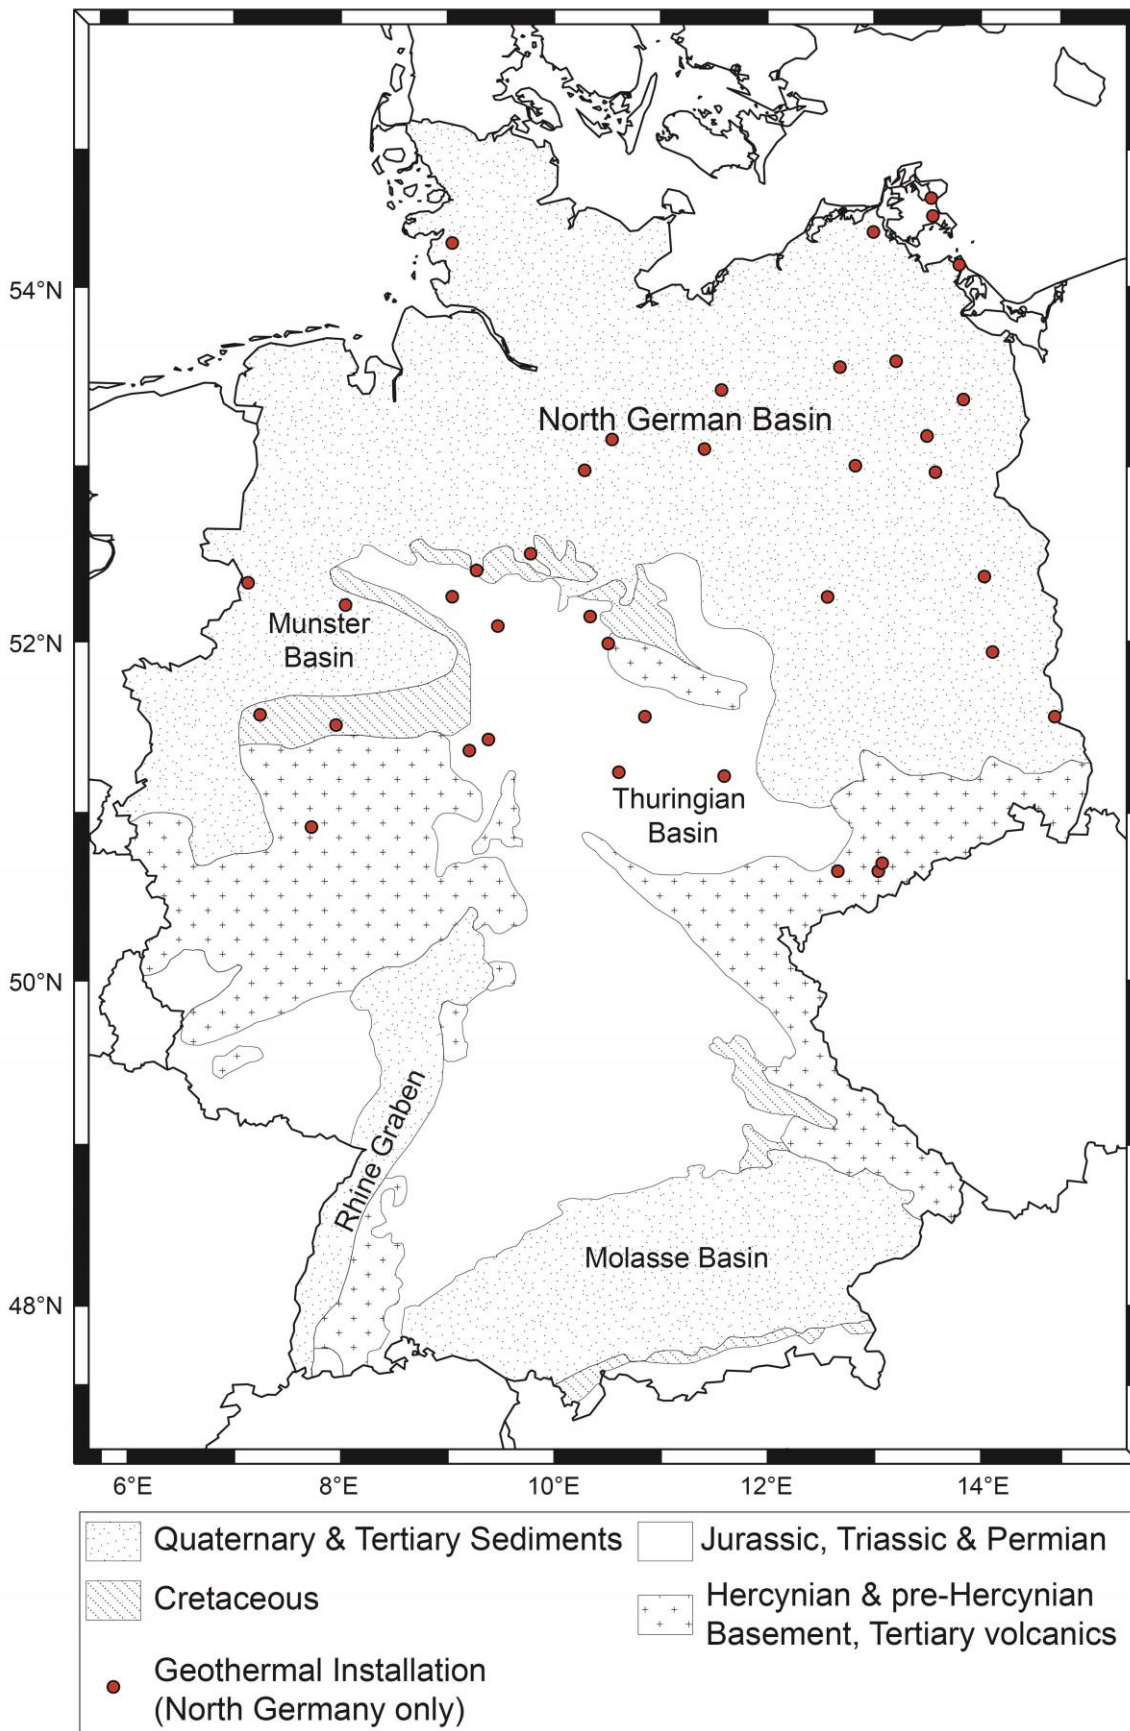 54°N
North German Basin
Munster
Basin
52°N
Thuringian
Basin
50°N
Rhine Graben
Molasse Basin
48°N
6°E
8°E
10°E
12°E
14°E
Quaternary & Tertiary Sediments
Jurassic, Triassic & Permian
Cretaceous
Hercynian & pre-Hercynian
Basement, Tertiary volcanics
Geothermal Installation
(North Germany only)